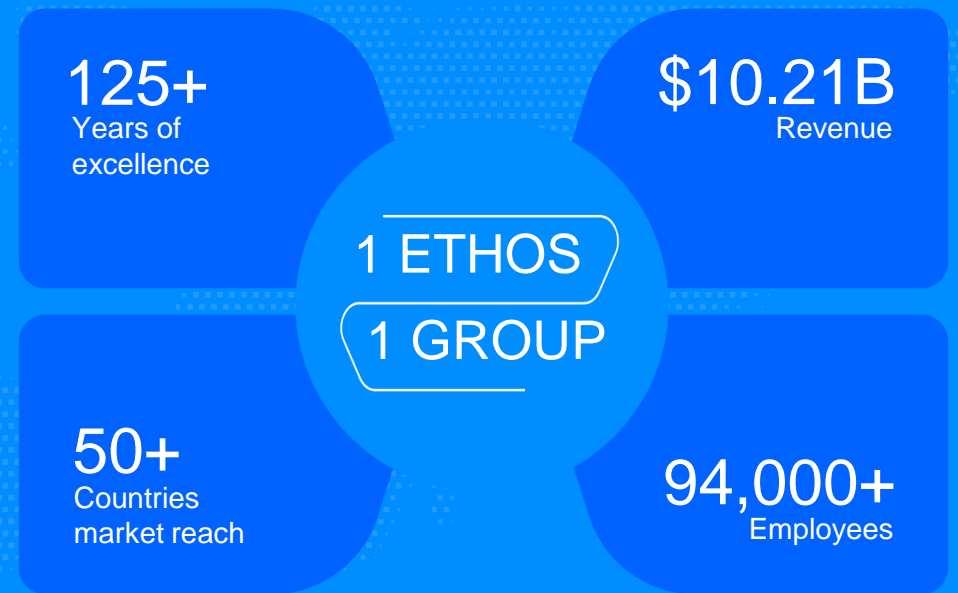 125+
Years of
excellence
$10.21B
Revenue
1 ETHOS
1 GROUP
50+
Countries
market reach
94,000+
Employees